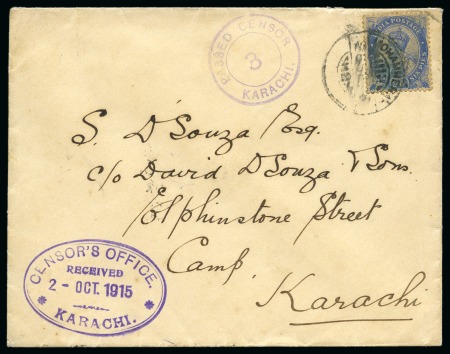 PASSED CENSOR
3
KARACHI.
INDIA POSTAGE
S. D'Souza Esq.
c/o David D'Souza & Sons.
Elphinstone Street
Camp.
Karachi
CENSOR'S OFFICE.
RECEIVED
2 - OCT. 1915
KARACHI.